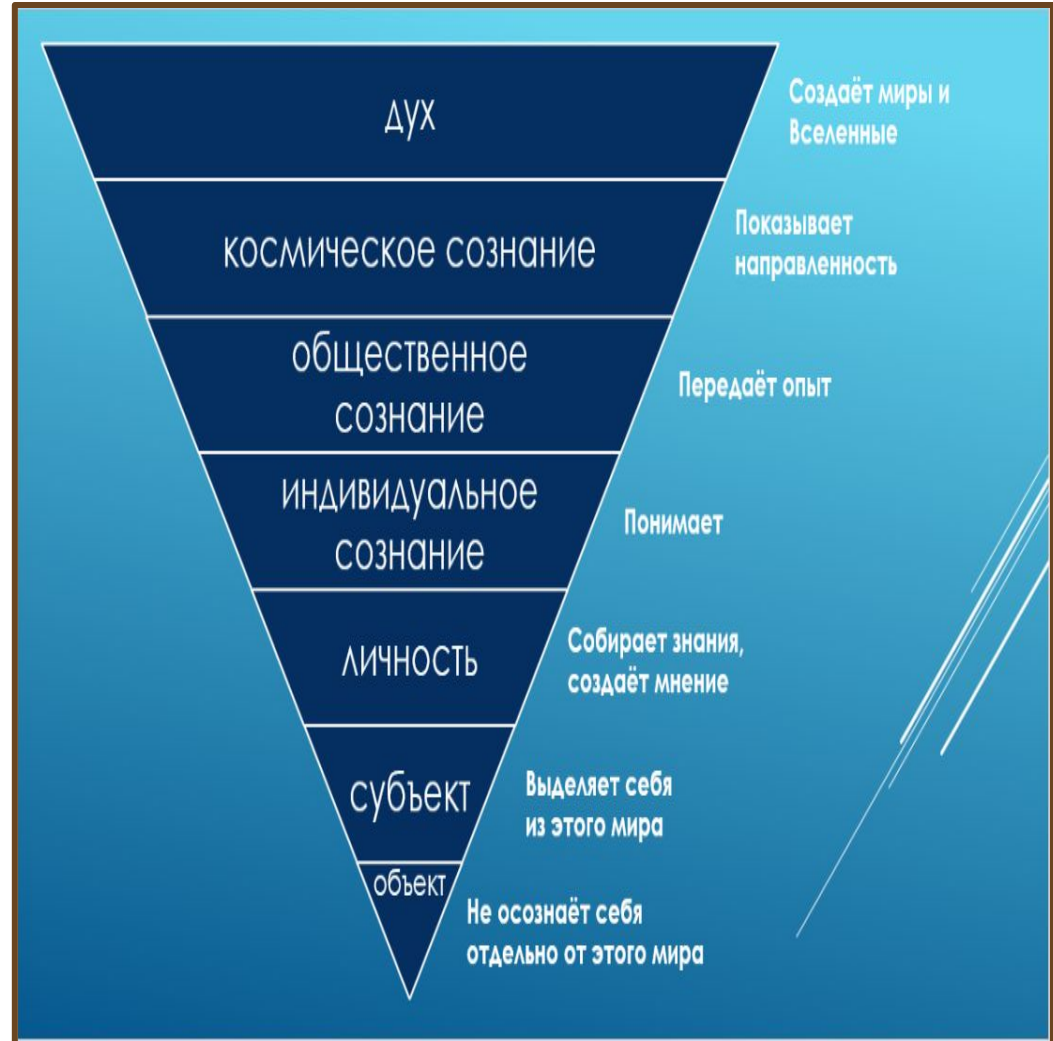 дух
Создаёт миры и
Вселенные
космическое сознание
Показывает
направленность
общественное
сознание
Передаёт опыт
индивидуальное
сознание
Понимает
личность
Собирает знания,
создаёт мнение
субъект
Выделяет себя
из этого мира
объект
Не осознаёт себя
отдельно от этого мира